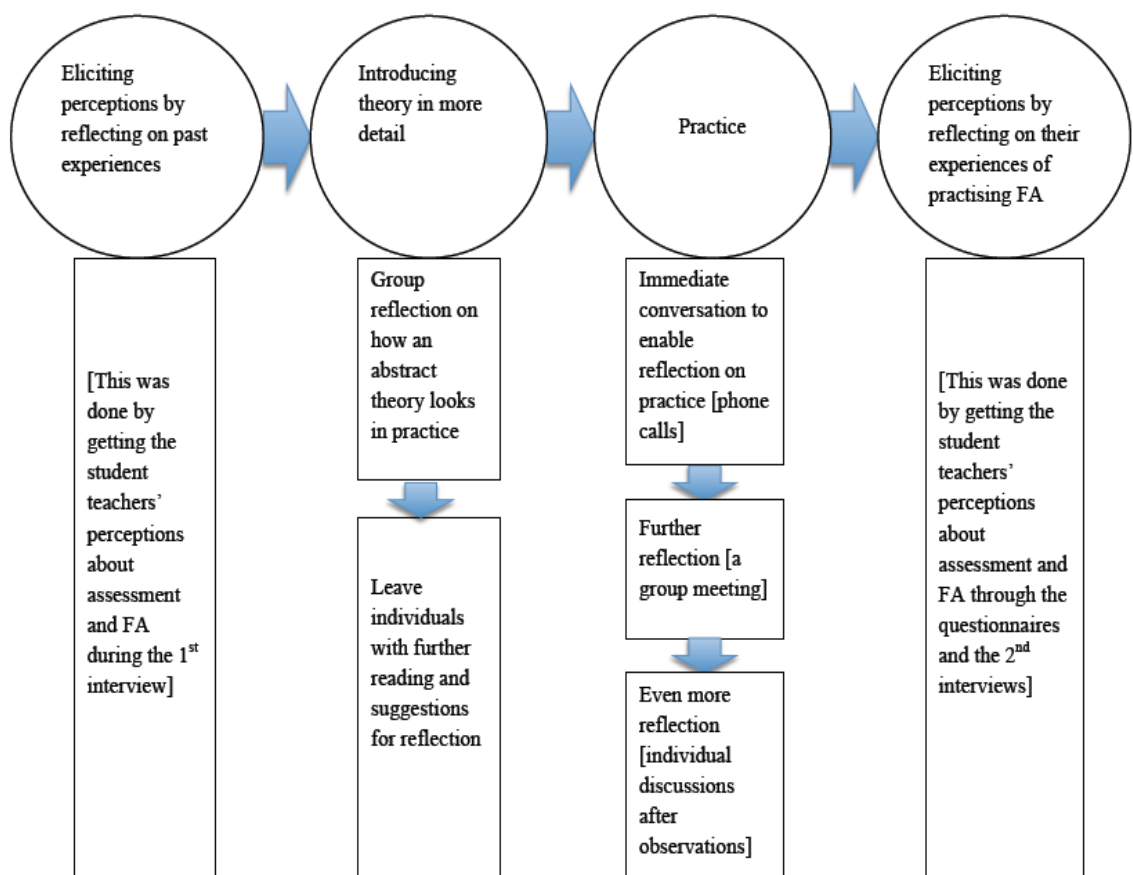 Eliciting
perceptions by
reflecting on past
experiences
Introducing
theory in more
detail
Practice
Eliciting
perceptions by
reflecting on their
experiences of
practising FA
[This was
done by
getting the
student
teachers'
perceptions
about
assessment
and FA
during the 1st
interview]
Group
reflection on
how an
abstract
theory looks
in practice
Leave
individuals
with further
reading and
suggestions
for reflection
Immediate
conversation to
enable
reflection on
practice [phone
calls]
Further
reflection [a
group meeting]
Even more
reflection
[individual
discussions
after
observations]
[This was done
by getting the
student
teachers'
perceptions
about
assessment and
FA through the
questionnaires
and the 2nd
interviews]